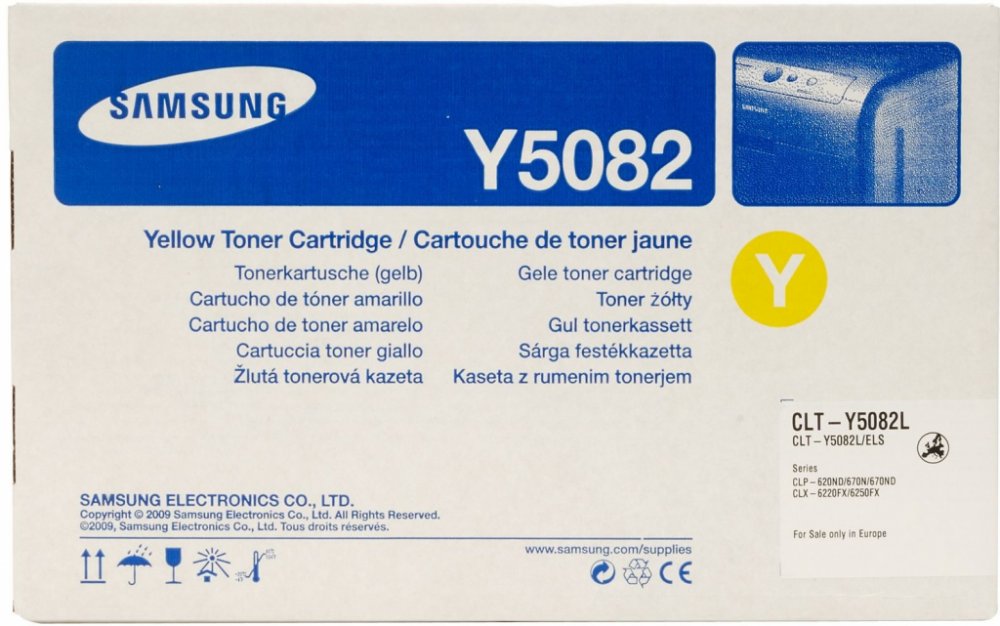 SAMSUNG
Y5082
Yellow Toner Cartridge / Cartouche de toner jaune
Tonerkartusche (gelb)
Cartucho de tóner amarillo
Cartucho de toner amarelo
Cartuccia toner giallo
Žlutá tonerová kazeta
Gele toner cartridge
Toner żółty
Gul tonerkassett
Sárga festékkazetta
Kaseta z rumenim tonerjem
Y
CLT – Y5082L
CLT – Y5082L/ELS
Series
CLP – 620ND/670N/670ND
CLX – 6220FX/6250FX
For Sale only in Europe
SAMSUNG ELECTRONICS CO., LTD.
Copyright © 2009 Samsung Electronics Co., Ltd. All Rights Reserved.
©2009, Samsung Electronics Co., Ltd. Tous droits réservés.
www.samsung.com/supplies
CE